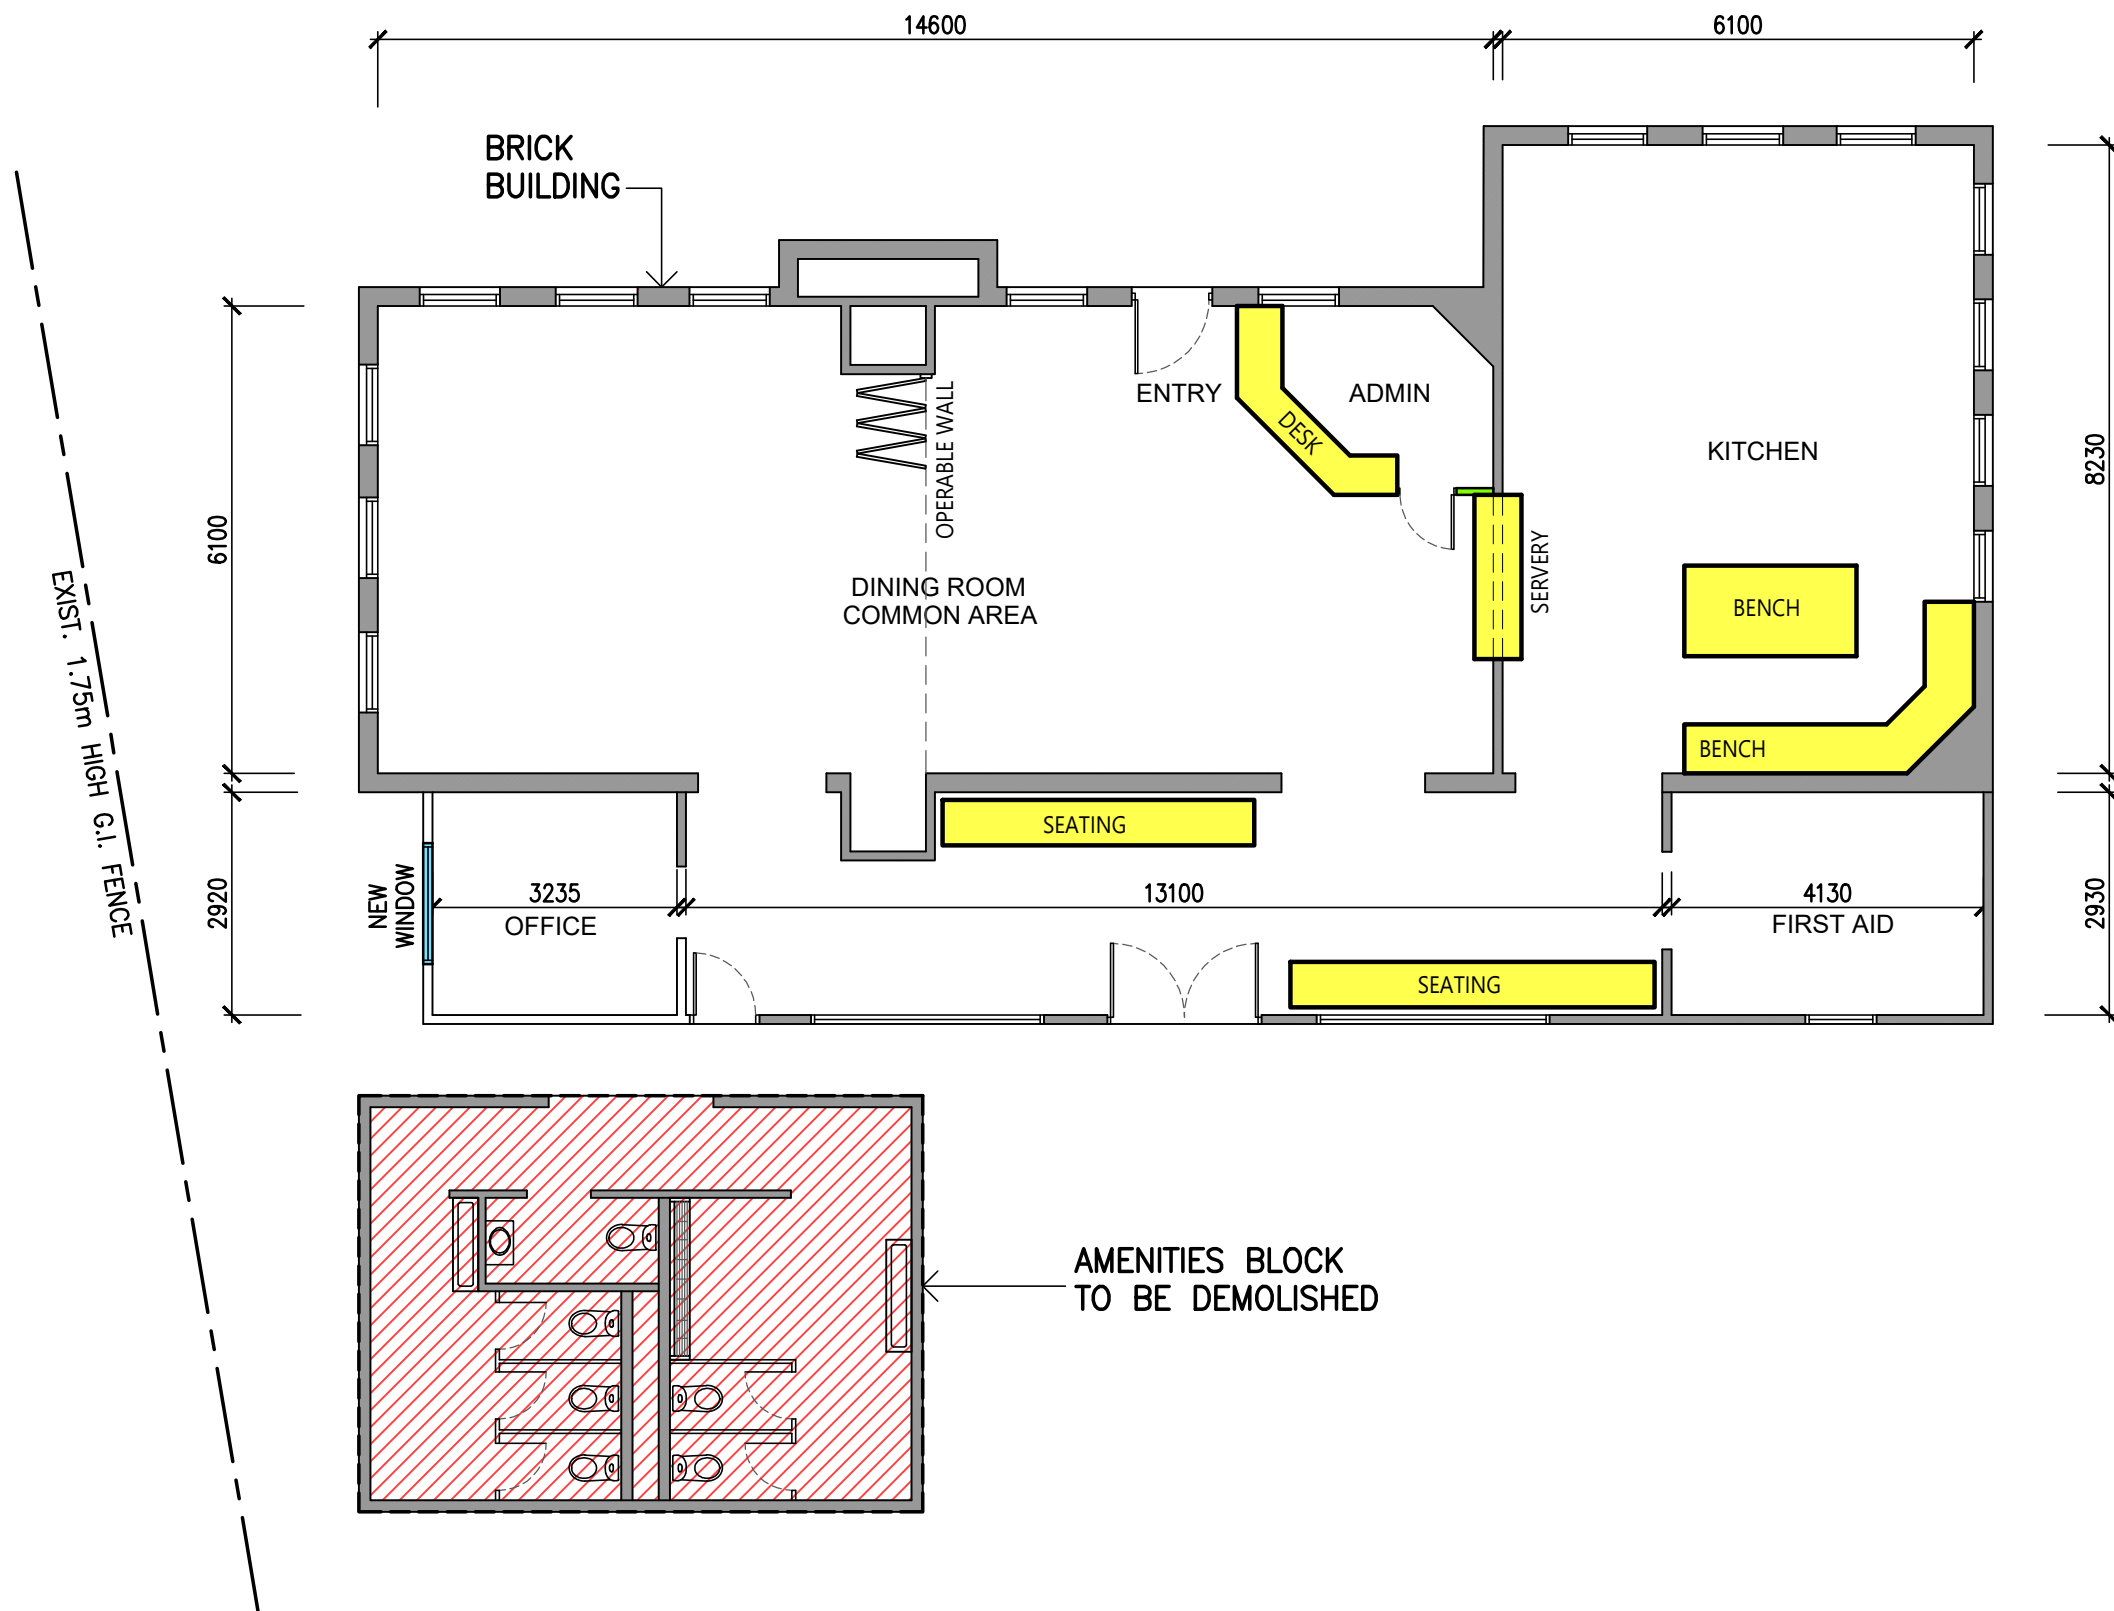 14600
6100
BRICK
BUILDING
ENTRY
ADMIN
DESK
OPERABLE WALL
KITCHEN
8230
6100
SERVERY
DINING ROOM
COMMON AREA
BENCH
BENCH
EXIST. 1.75m HIGH G.I. FENCE
SEATING
2920
NEW
WINDOW
3235
OFFICE
13100
4130
FIRST AID
2930
SEATING
AMENITIES BLOCK
TO BE DEMOLISHED